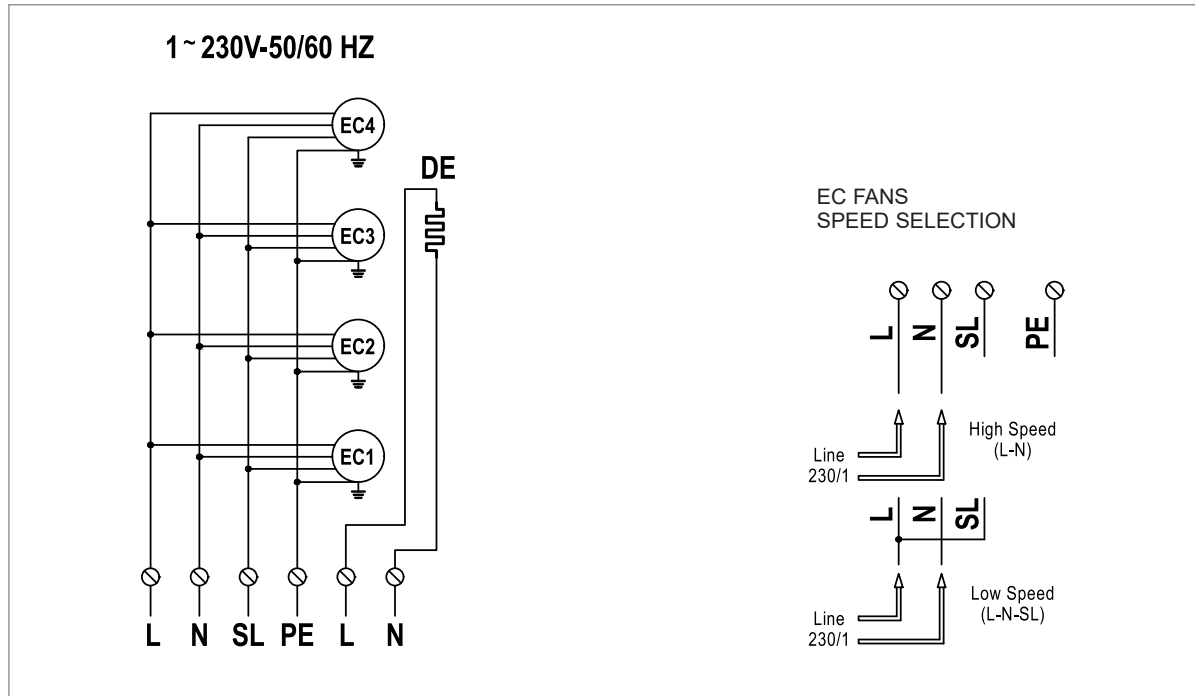 1 ~ 230V-50/60 HZ
EC4
DE
EC3
EC2
EC1
L N SL PE L N
EC FANS
SPEED SELECTION
L N SL PE
High Speed
(L-N)
Line
230/1
L N SL
Low Speed
(L-N-SL)
Line
230/1